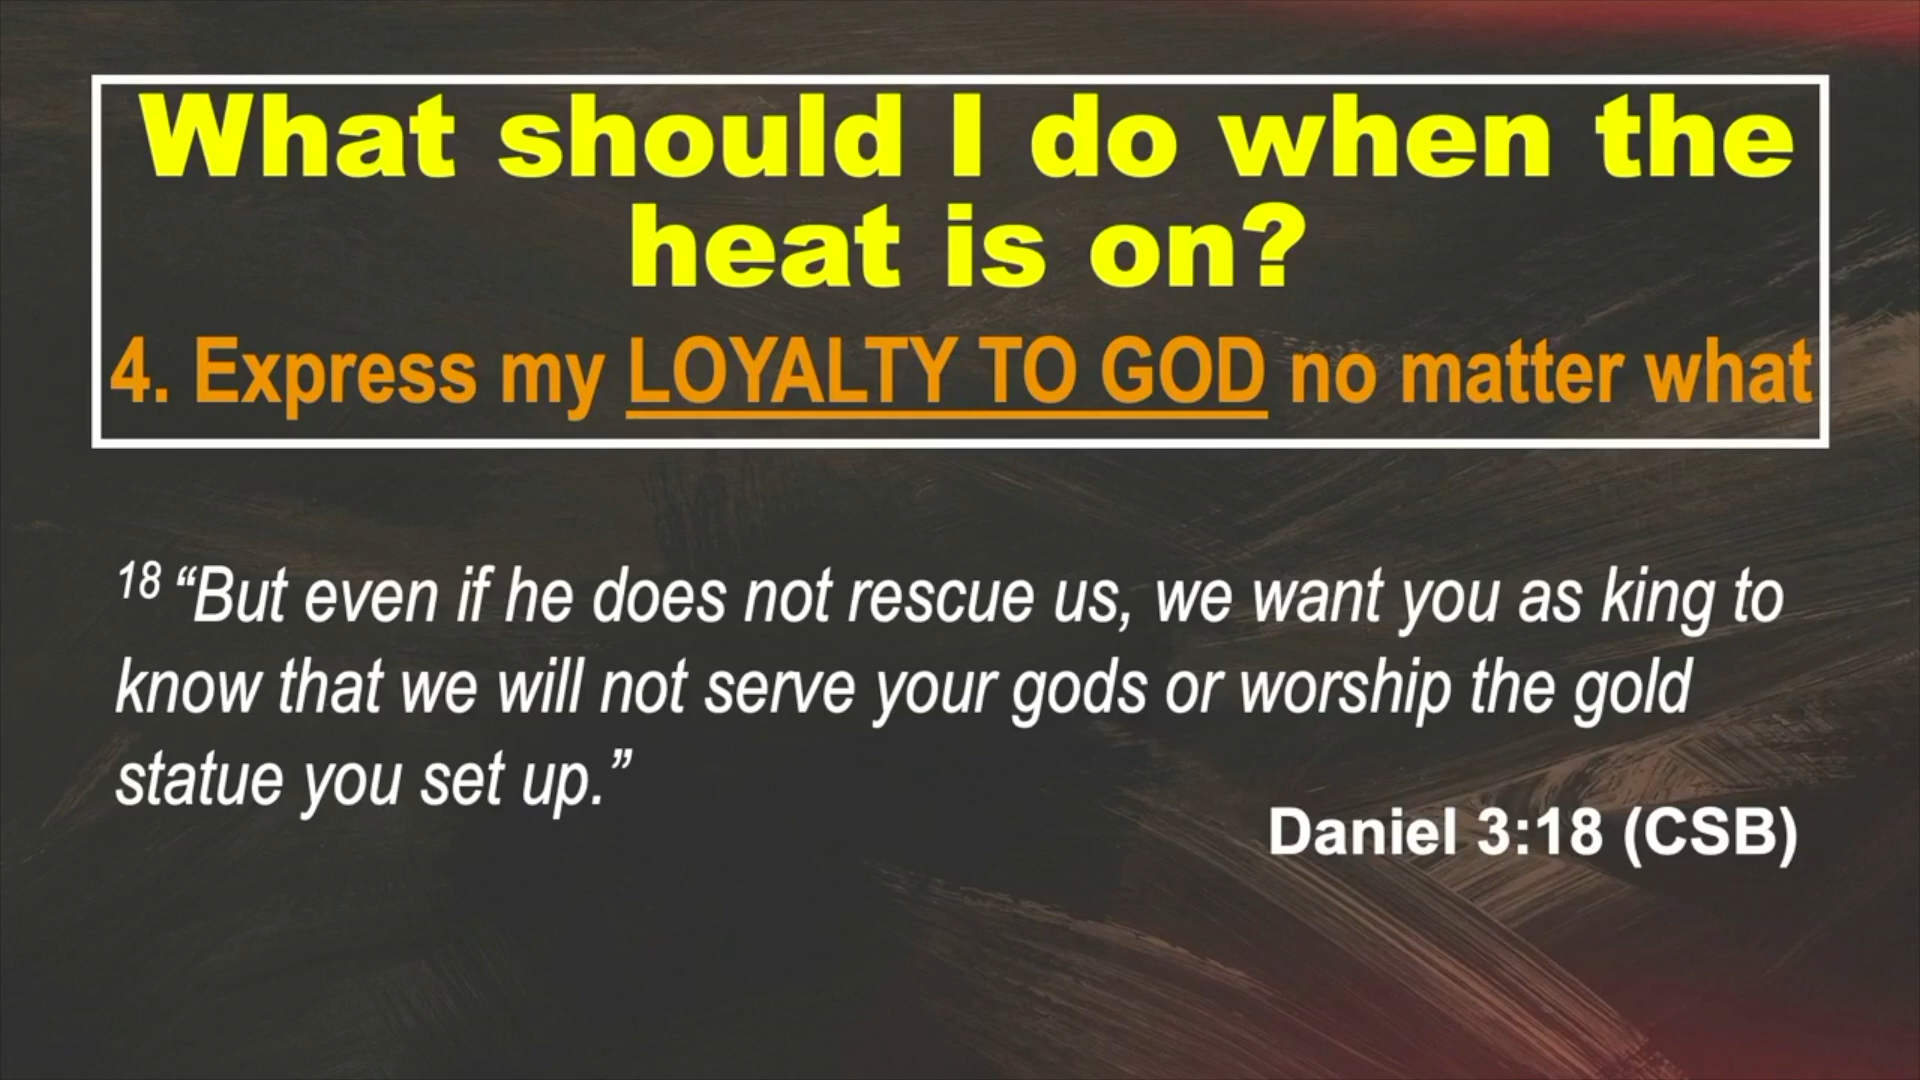 What should I do when the
heat is on?
4. Express my LOYALTY TO GOD no matter what
18 “But even if he does not rescue us, we want you as king to
know that we will not serve your gods or worship the gold
statue you set up.”
Daniel 3:18 (CSB)